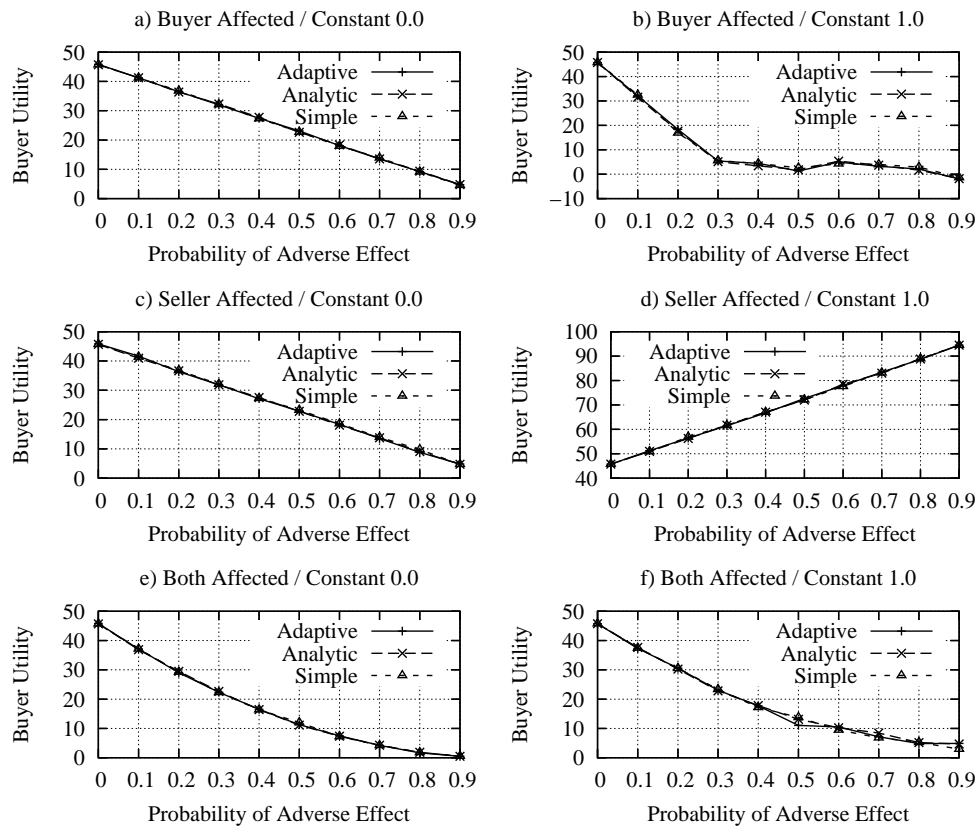 a) Buyer Affected / Constant 0.0
50
40
30
20
10
0
Buyer Utility
Adaptive
Analytic
Simple
0 0.1 0.2 0.3 0.4 0.5 0.6 0.7 0.8 0.9
Probability of Adverse Effect
b) Buyer Affected / Constant 1.0
50
40
30
20
10
0
−10
Buyer Utility
Adaptive
Analytic
Simple
0 0.1 0.2 0.3 0.4 0.5 0.6 0.7 0.8 0.9
Probability of Adverse Effect
c) Seller Affected / Constant 0.0
50
40
30
20
10
0
Buyer Utility
Adaptive
Analytic
Simple
0 0.1 0.2 0.3 0.4 0.5 0.6 0.7 0.8 0.9
Probability of Adverse Effect
d) Seller Affected / Constant 1.0
100
90
80
70
60
50
40
Buyer Utility
Adaptive
Analytic
Simple
0 0.1 0.2 0.3 0.4 0.5 0.6 0.7 0.8 0.9
Probability of Adverse Effect
e) Both Affected / Constant 0.0
50
40
30
20
10
0
Buyer Utility
Adaptive
Analytic
Simple
0 0.1 0.2 0.3 0.4 0.5 0.6 0.7 0.8 0.9
Probability of Adverse Effect
f) Both Affected / Constant 1.0
50
40
30
20
10
0
Buyer Utility
Adaptive
Analytic
Simple
0 0.1 0.2 0.3 0.4 0.5 0.6 0.7 0.8 0.9
Probability of Adverse Effect